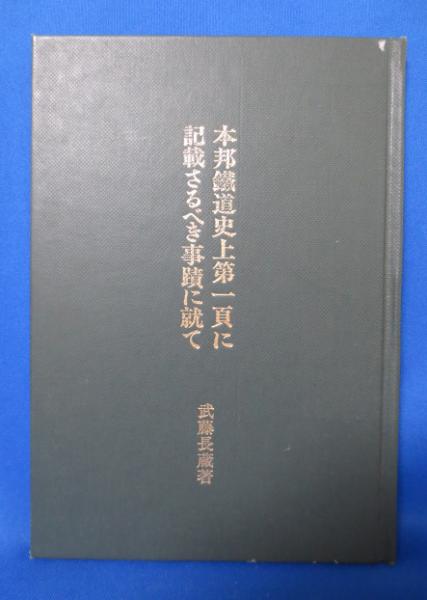 本邦鐵道史上第一頁に
記載さるべき事蹟に就て
武藤長蔵著